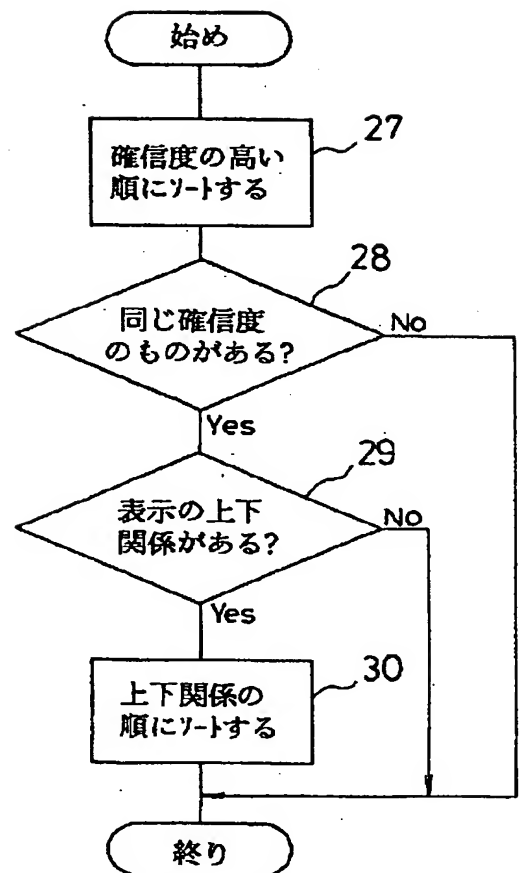 始め
27
確信度の高い
順にソートする
28
同じ確信度
のものがある?
No
Yes
29
表示の上下
関係がある?
No
Yes
30
上下関係の
順にソートする
終り